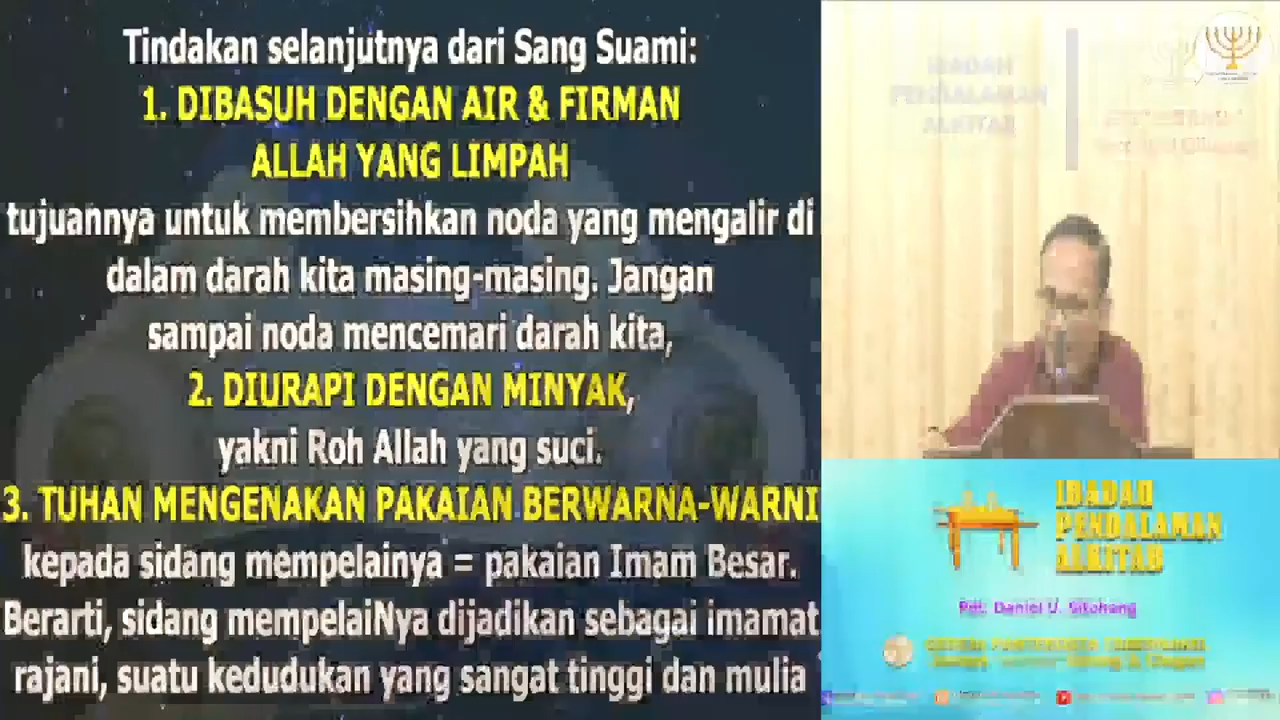 Tindakan selanjutnya dari Sang Suami:
1. DIBASUH DENGAN AIR & FIRMAN
ALLAH YANG LIMPAH
tujuannya untuk membersihkan noda yang mengalir di
dalam darah kita masing-masing. Jangan
sampai noda mencemari darah kita,
2. DIURAPI DENGAN MINYAK,
yakni Roh Allah yang suci.
3. TUHAN MENGENAKAN PAKAIAN BERWARNA-WARNI
kepada sidang mempelainya = pakaian Imam Besar.
Berarti, sidang mempelaiNya dijadikan sebagai imamat
rajani, suatu kedudukan yang sangat tinggi dan mulia
IBADAH
PENDALAMAN
ALKITAB
IBADAH
PENDALAMAN
ALKITAB
Pdt. Daniel U. Sitohang